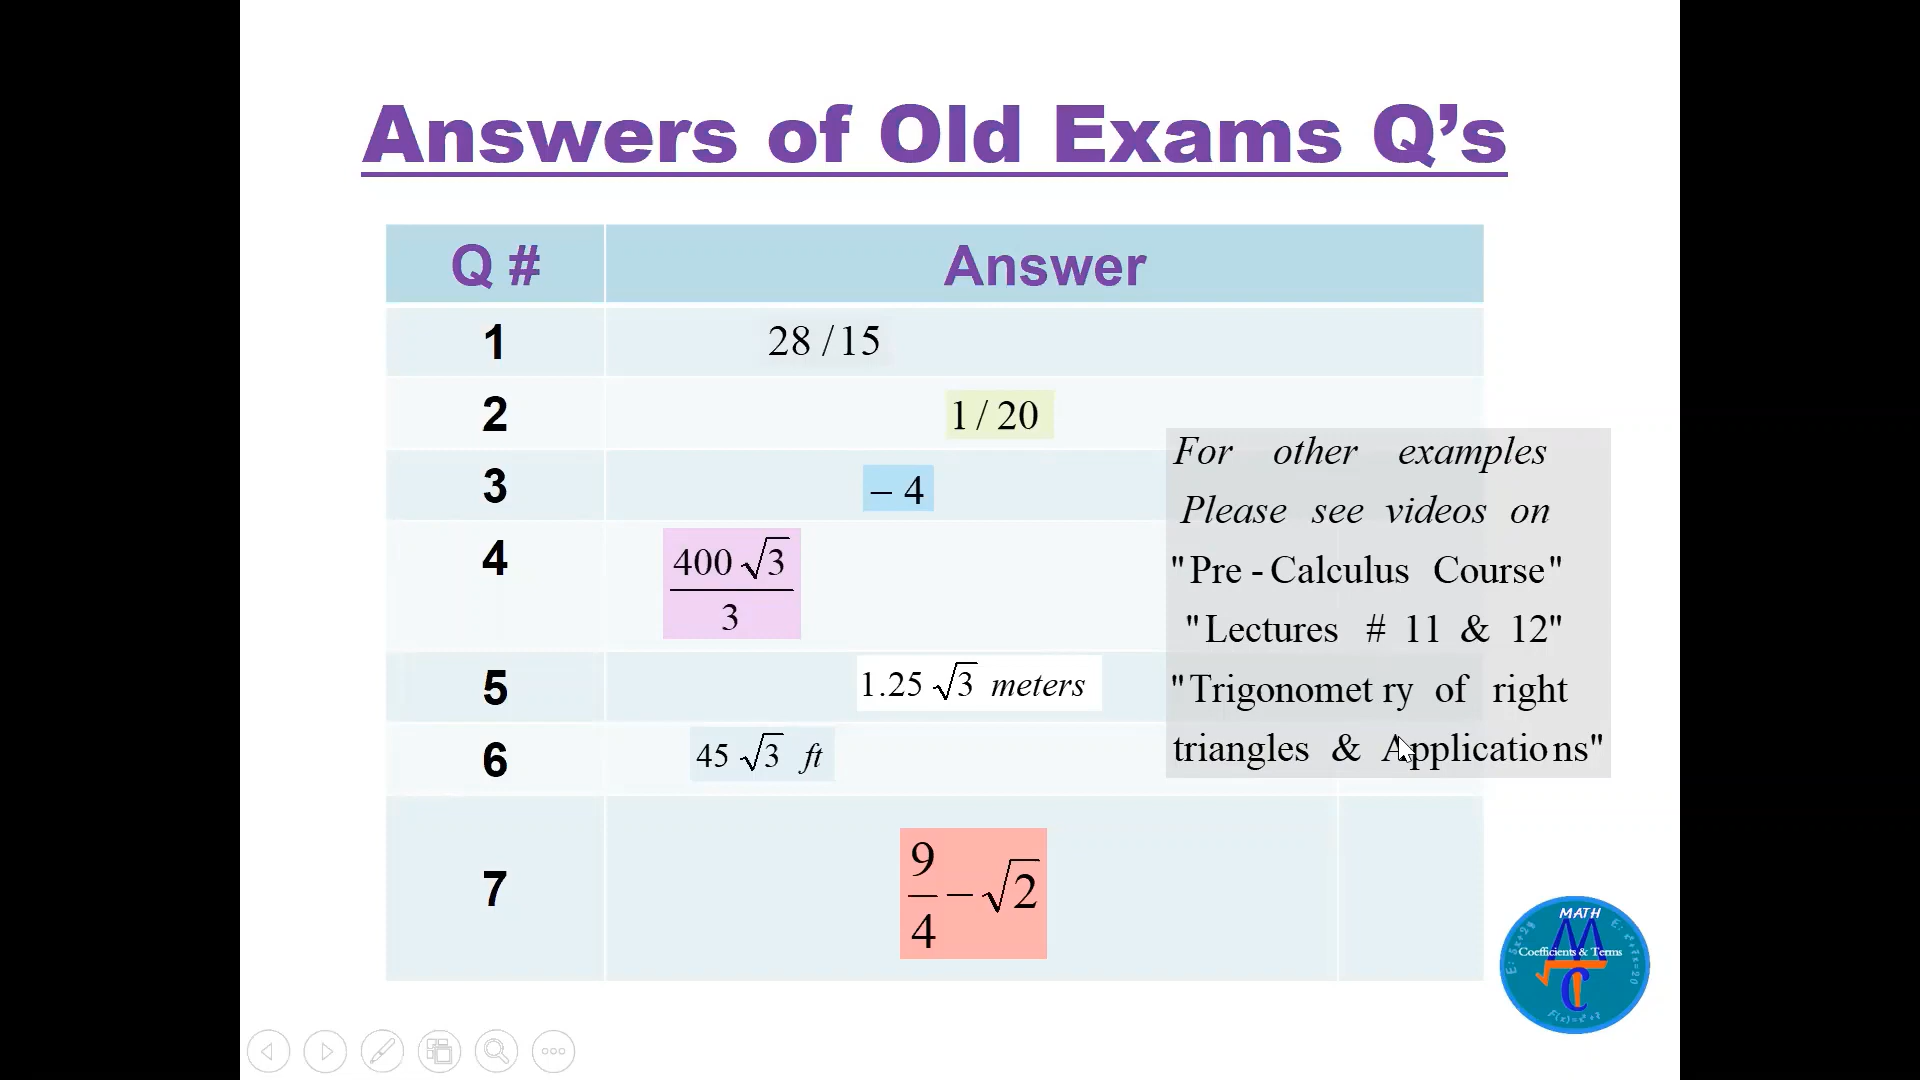 Answers of Old Exams Q’s
Q # Answer
1 28 / 15
2 1 / 20
3 – 4
4 400√3 / 3
5 1.25 √3 meters
6 45 √3 ft
7 9/4 – √2
For other examples
Please see videos on
"Pre - Calculus Course"
"Lectures # 11 & 12"
"Trigonomet ry of right
triangles & Applicatio ns"
MATH
Coefficients & Terms